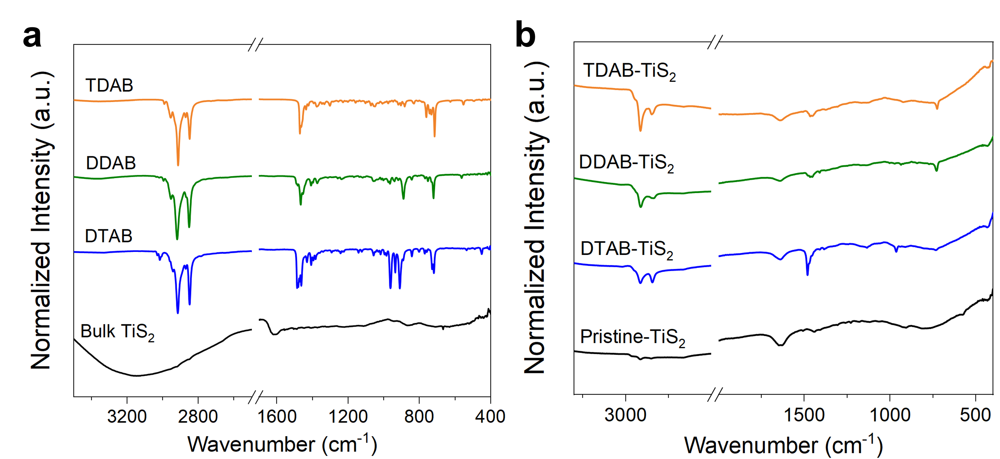 a
Normalized Intensity (a.u.)
TDAB
DDAB
DTAB
Bulk TiS₂
3200 2800 1600 1200 800 400
Wavenumber (cm⁻¹)
b
Normalized Intensity (a.u.)
TDAB-TiS₂
DDAB-TiS₂
DTAB-TiS₂
Pristine-TiS₂
3000 1500 1000 500
Wavenumber (cm⁻¹)